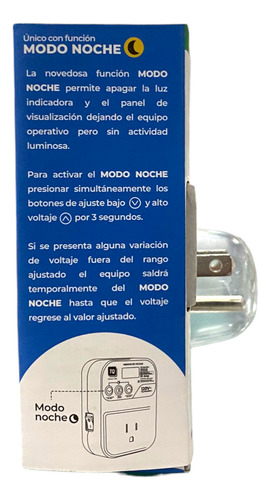 Único con función
MODO NOCHE
La novedosa función MODO
NOCHE permite apagar la luz
indicadora y el panel de
visualización dejando el equipo
operativo pero sin actividad
luminosa.
Para activar el MODO NOCHE
presionar simultáneamente los
botones de ajuste bajo y alto
voltaje por 3 segundos.
Si se presenta alguna variación
de voltaje fuera del rango
ajustado el equipo saldrá
temporalmente del MODO
NOCHE hasta que el voltaje
regrese al valor ajustado.
Modo
noche